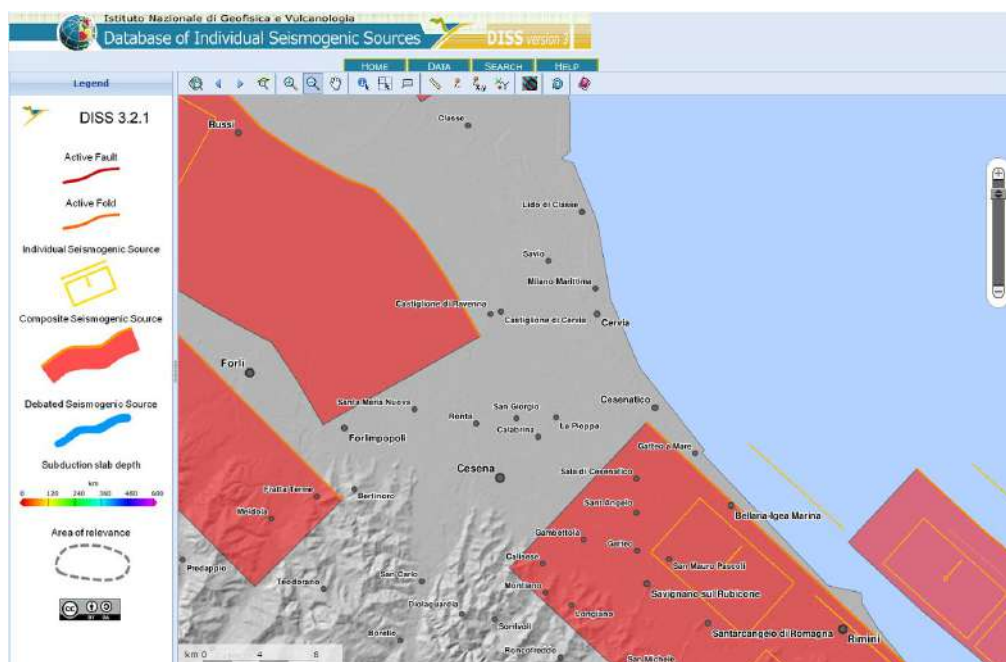 Istituto Nazionale di Geofisica e Vulcanologia
Database of Individual Seismogenic Sources
DISS version 3
HOME DATA SEARCH HELP
Legend
DISS 3.2.1
Active Fault
Active Fold
Individual Seismogenic Source
Composite Seismogenic Source
Debated Seismogenic Source
Subduction slab depth
km
0 120 240 360 480 600
Area of relevance
Russi
Classe
Lido di Classe
Savio
Milano Marittima
Castiglione di Ravenna
Castiglione di Cervia
Cervia
Forlì
Santa Maria Nuova
Ronta
San Giorgio
Calabrina
La Pioppa
Cesenatico
Forlimpopoli
Gatteo a Mare
Cesena
Sala di Cesenatico
Fratta Terme
Bertinoro
Meldola
Sant Angelo
Bellaria-Igea Marina
Gambettola
Gatteo
Calisese
San Mauro Pascoli
Predappio
Teodorano
San Carlo
Montiano
Savignano sul Rubicone
Diolaguardia
Longiano
Sorrivoli
Santarcangelo di Romagna
Rimini
Borello
Roncofreddo
San Michele
km 0 4 8